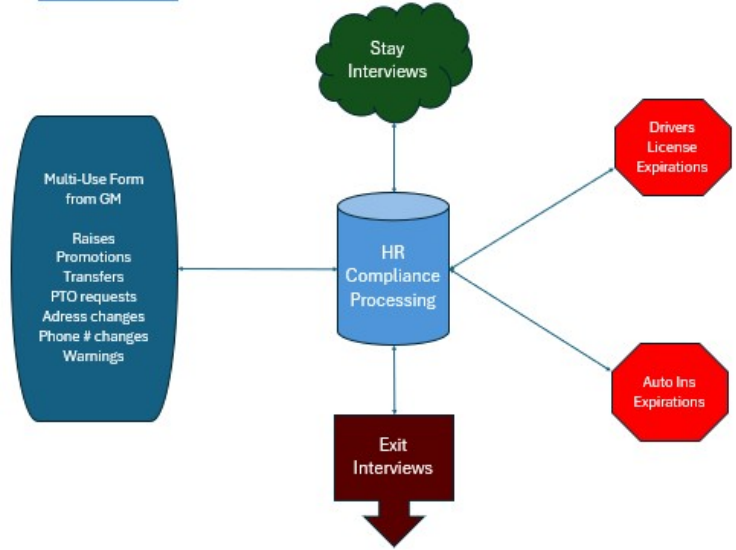 Stay
Interviews
Multi-Use Form
from GM
Raises
Promotions
Transfers
PTO requests
Adress changes
Phone # changes
Warnings
HR
Compliance
Processing
Drivers
License
Expirations
Auto Ins
Expirations
Exit
Interviews